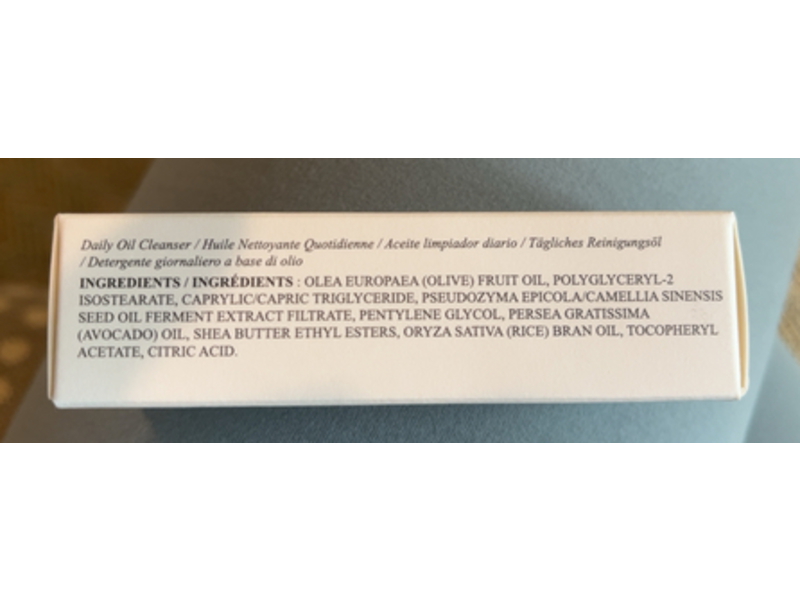 Daily Oil Cleanser / Huile Nettoyante Quotidienne / Aceite limpiador diario / Tägliches Reinigungsöl
/ Detergente giornaliero a base di olio
INGREDIENTS / INGRÉDIENTS : OLEA EUROPAEA (OLIVE) FRUIT OIL, POLYGLYCERYL-2
ISOSTEARATE, CAPRYLIC/CAPRIC TRIGLYCERIDE, PSEUDOZYMA EPICOLA/CAMELLIA SINENSIS
SEED OIL FERMENT EXTRACT FILTRATE, PENTYLENE GLYCOL, PERSEA GRATISSIMA
(AVOCADO) OIL, SHEA BUTTER ETHYL ESTERS, ORYZA SATIVA (RICE) BRAN OIL, TOCOPHERYL
ACETATE, CITRIC ACID.